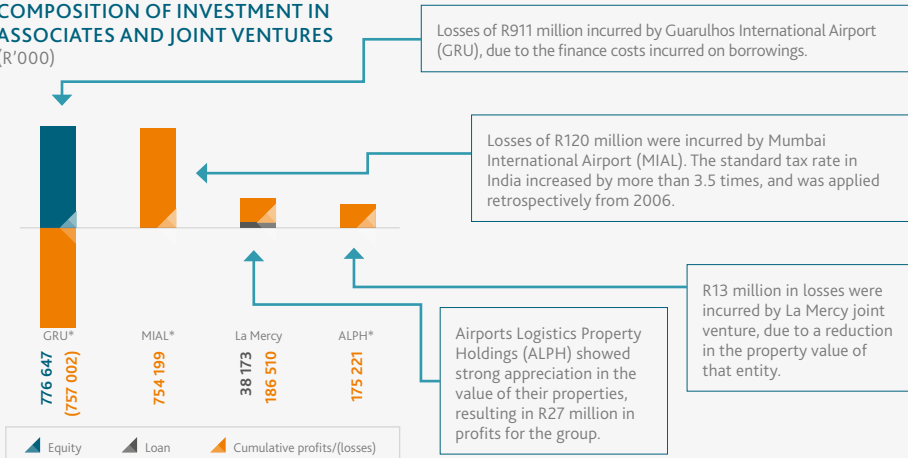 COMPOSITION OF INVESTMENT IN
ASSOCIATES AND JOINT VENTURES
(R'000)
Losses of R911 million incurred by Guarulhos International Airport
(GRU), due to the finance costs incurred on borrowings.
Losses of R120 million were incurred by Mumbai
International Airport (MIAL). The standard tax rate in
India increased by more than 3.5 times, and was applied
retrospectively from 2006.
R13 million in losses were
incurred by La Mercy joint
venture, due to a reduction
in the property value of
that entity.
Airports Logistics Property
Holdings (ALPH) showed
strong appreciation in the
value of their properties,
resulting in R27 million in
profits for the group.
GRU*
MIAL*
La Mercy
ALPH*
776 647
(757 002)
754 199
38 173
186 510
175 221
Equity
Loan
Cumulative profits/(losses)